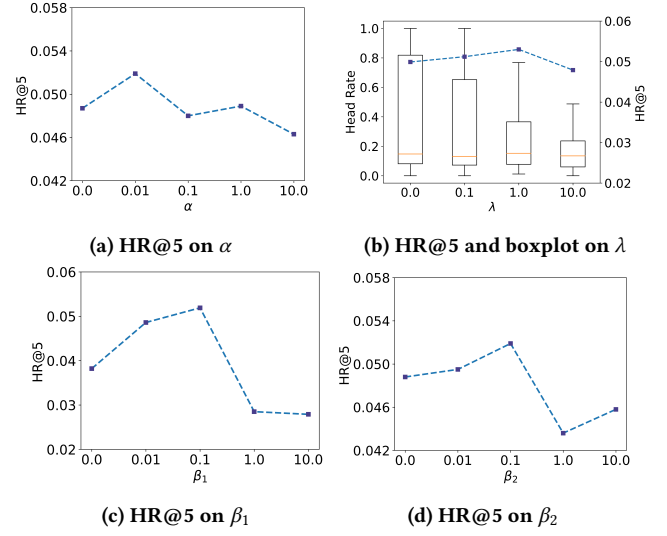 0.058
0.054
0.050
0.046
0.042
HR@5
0.0 0.01 0.1 1.0 10.0
α
(a) HR@5 on α
1.0
0.8
0.6
0.4
0.2
0.0
Head Rate
0.06
0.05
0.04
0.03
0.02
HR@5
0.0 0.1 1.0 10.0
λ
(b) HR@5 and boxplot on λ
0.06
0.05
0.04
0.03
0.02
HR@5
0.0 0.01 0.1 1.0 10.0
β1
(c) HR@5 on β1
0.058
0.054
0.050
0.046
0.042
HR@5
0.0 0.01 0.1 1.0 10.0
β2
(d) HR@5 on β2